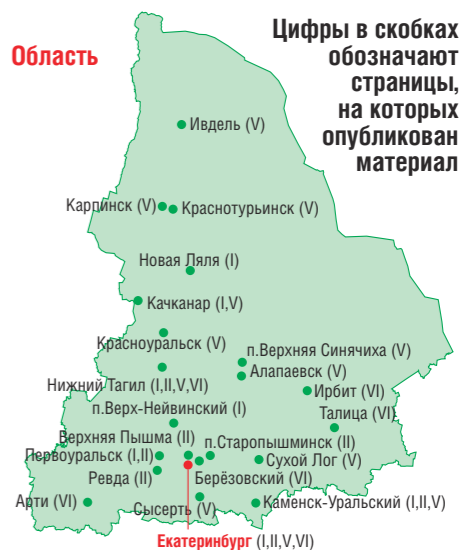 Область
Цифры в скобках
обозначают
страницы,
на которых
опубликован
материал
Ивдель (V)
Карпинск (V)
Краснотурьинск (V)
Новая Ляля (I)
Качканар (I,V)
Красноуральск (V)
п.Верхняя Синячиха (V)
Алапаевск (V)
Нижний Тагил (I,II,V,VI)
Ирбит (VI)
п.Верх-Нейвинский (I)
Талица (VI)
Верхняя Пышма (II)
п.Старопышминск (II)
Первоуральск (I,II)
Сухой Лог (V)
Ревда (II)
Берёзовский (VI)
Арти (VI)
Сысерть (V)
Каменск-Уральский (I,II,V)
Екатеринбург (I,II,V,VI)